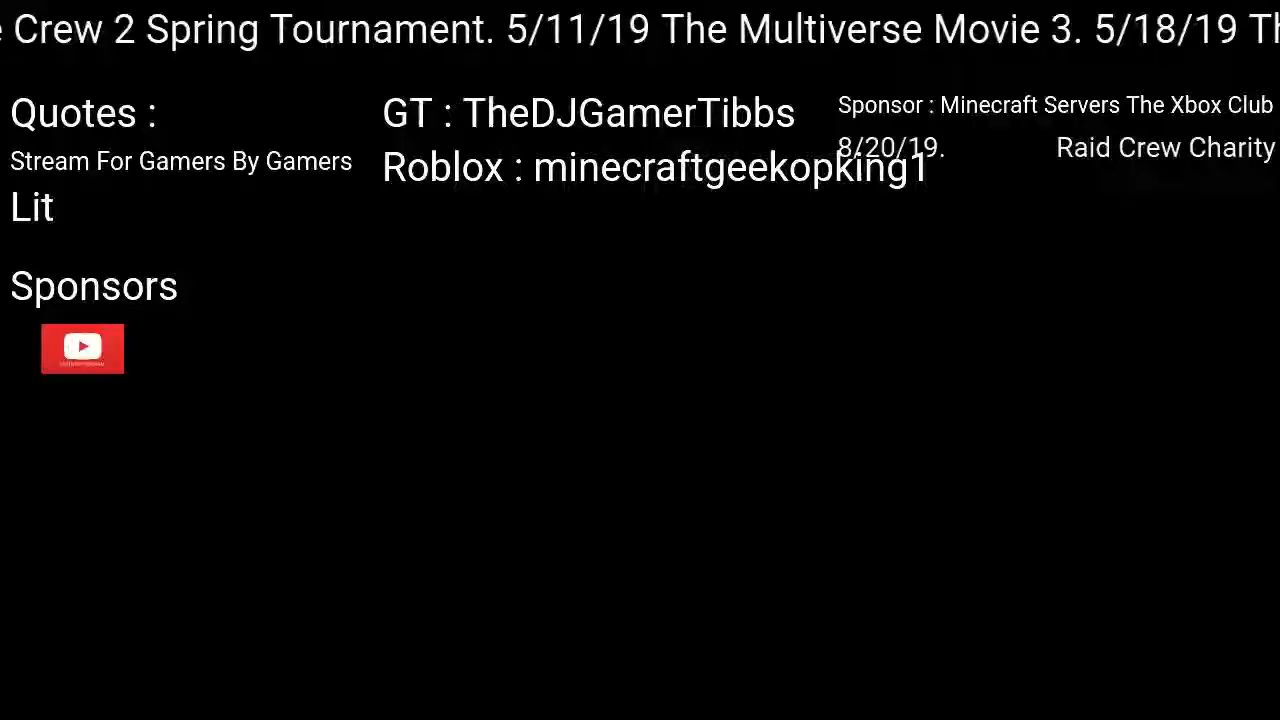 e Crew 2 Spring Tournament. 5/11/19 The Multiverse Movie 3. 5/18/19 Th
Quotes :
Stream For Gamers By Gamers
Lit
GT : TheDJGamerTibbs
Roblox : minecraftgeekopking1
Sponsor : Minecraft Servers The Xbox Club
8/20/19. Raid Crew Charity
Sponsors